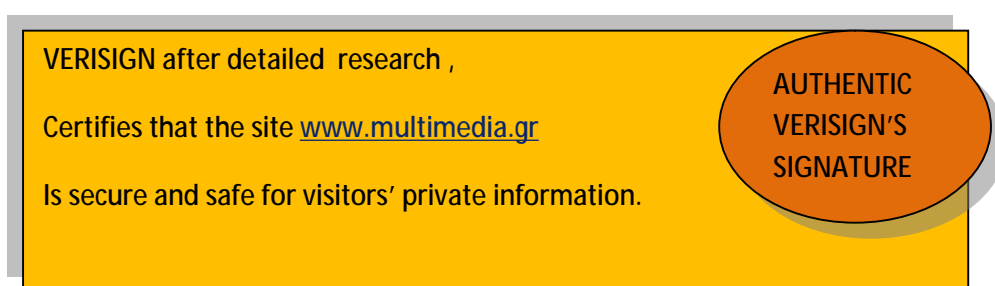 VERISIGN after detailed research ,
Certifies that the site www.multimedia.gr
Is secure and safe for visitors’ private information.
AUTHENTIC
VERISIGN’S
SIGNATURE